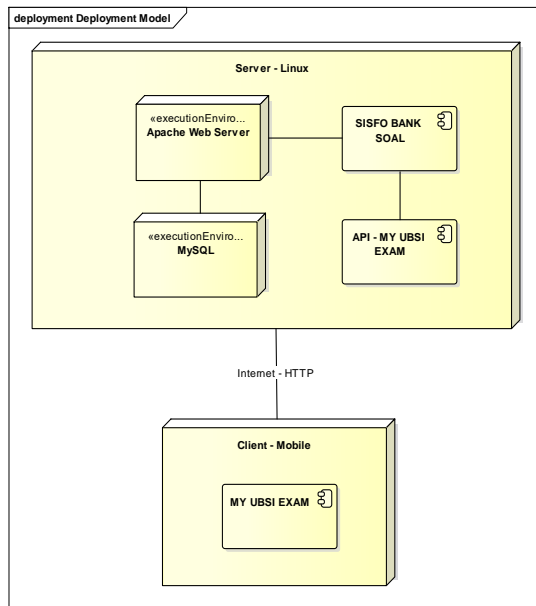 deployment Deployment Model
Server - Linux
«executionEnviro...
Apache Web Server
SISFO BANK
SOAL
«executionEnviro...
MySQL
API - MY UBSI
EXAM
Internet - HTTP
Client - Mobile
MY UBSI EXAM